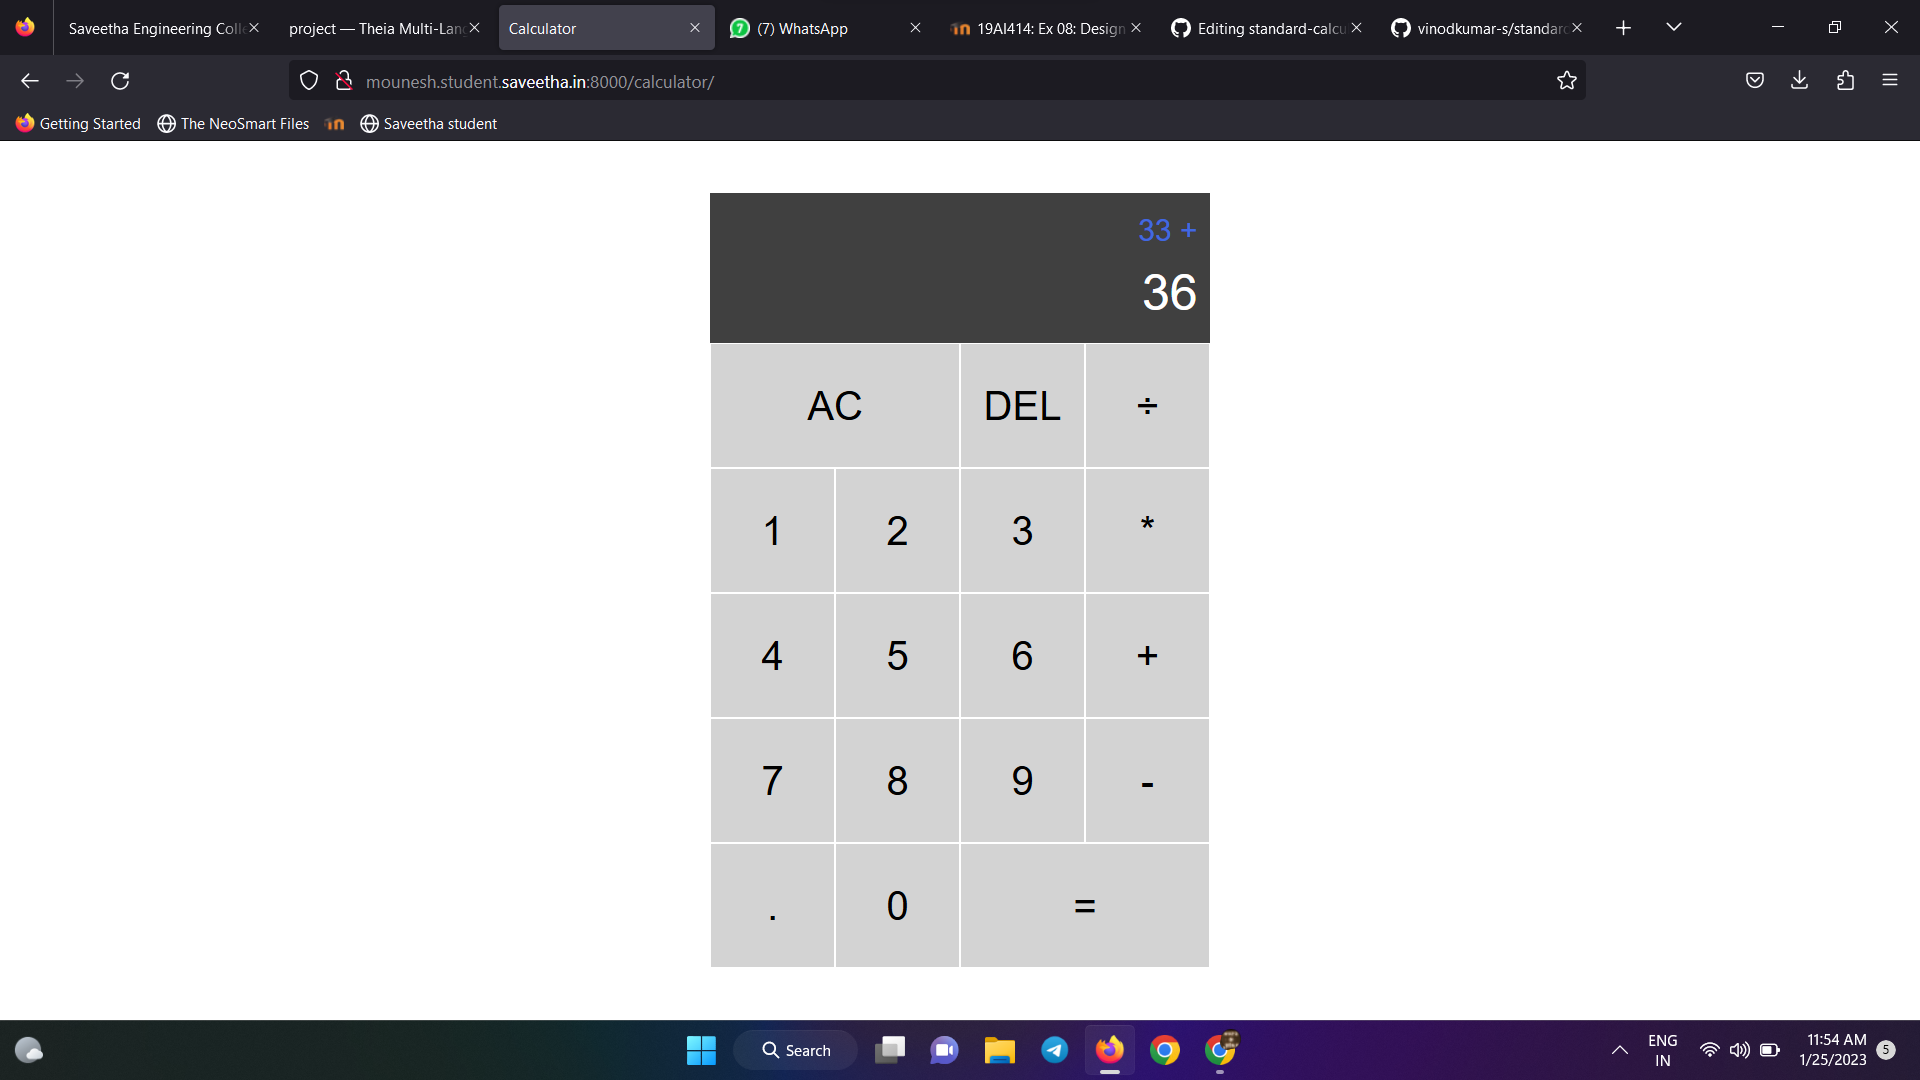 Saveetha Engineering Coll
project — Theia Multi-Lang
Calculator
(7) WhatsApp
19AI414: Ex 08: Design
Editing standard-calcu
vinodkumar-s/standard
mounesh.student.saveetha.in:8000/calculator/
Getting Started
The NeoSmart Files
Saveetha student
33 +
36
AC DEL ÷
1 2 3 *
4 5 6 +
7 8 9 -
. 0 =
Search
ENG
IN
11:54 AM
1/25/2023
5